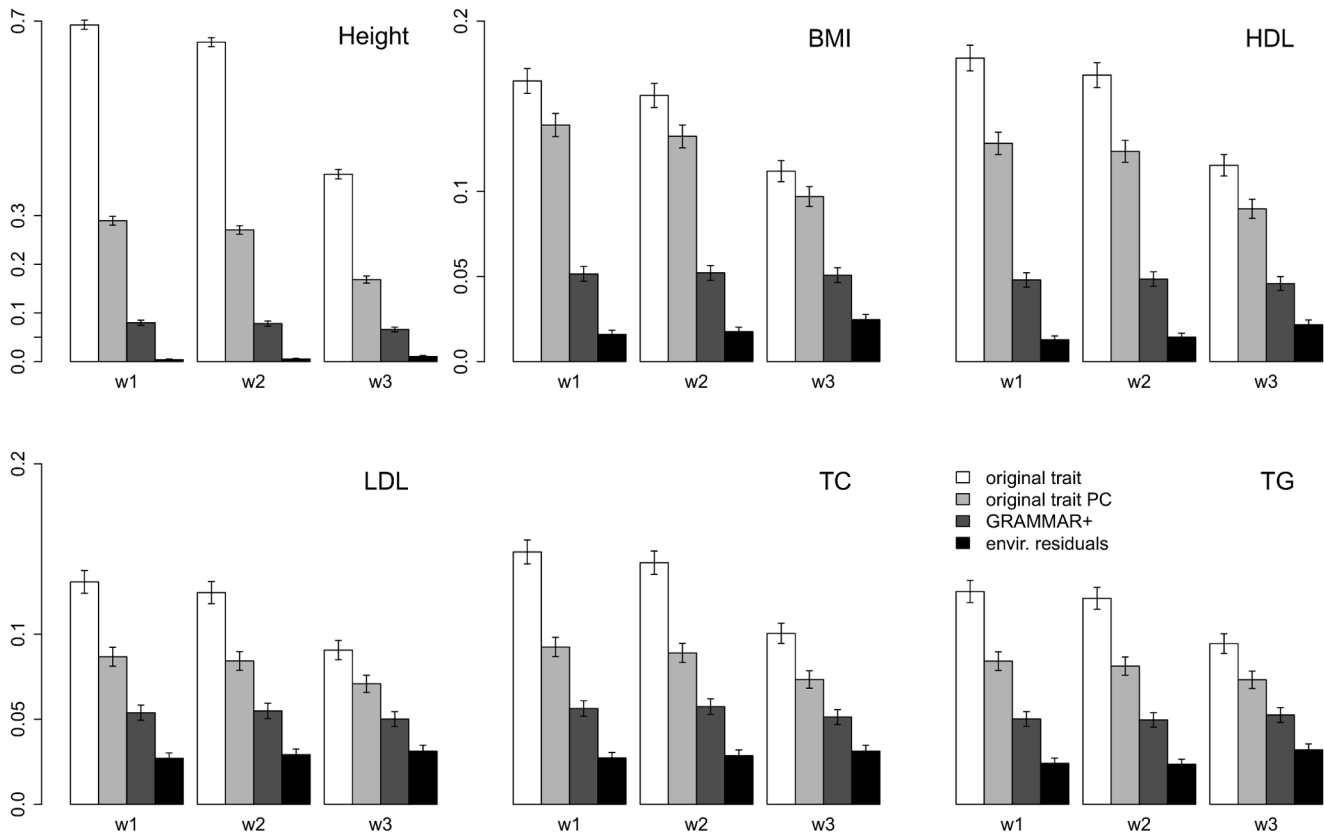 Height
0.7
0.3
0.2
0.1
0.0
w1 w2 w3
BMI
0.2
0.1
0.05
0.0
w1 w2 w3
HDL
w1 w2 w3
LDL
0.2
0.1
0.05
0.0
w1 w2 w3
TC
w1 w2 w3
TG
original trait
original trait PC
GRAMMAR+
envir. residuals
w1 w2 w3